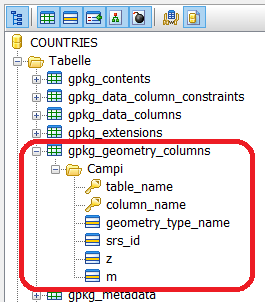 COUNTRIES
Tabelle
gpkg_contents
gpkg_data_column_constraints
gpkg_data_columns
gpkg_extensions
gpkg_geometry_columns
Campi
table_name
column_name
geometry_type_name
srs_id
z
m
gpkg_metadata